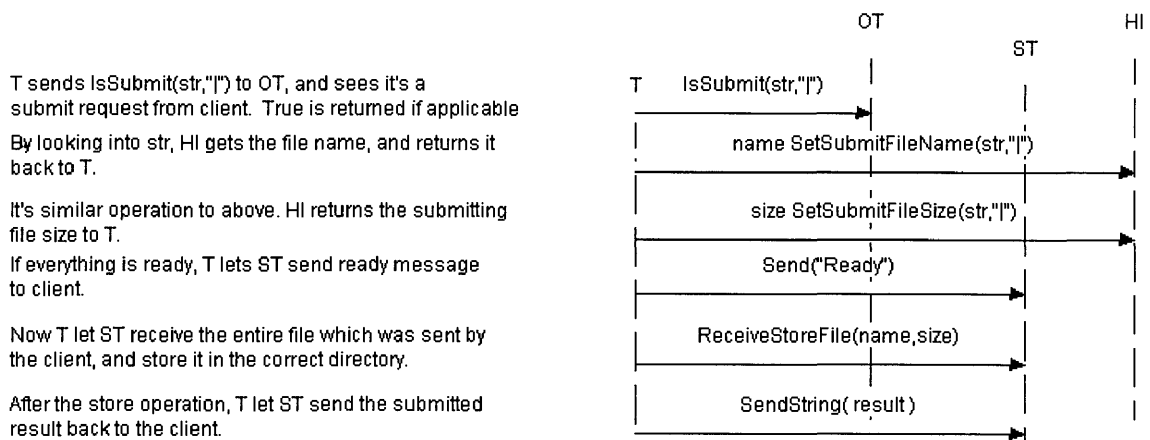 OT
HI
ST
T sends IsSubmit(str,"|") to OT, and sees it's a
submit request from client. True is returned if applicable
T
IsSubmit(str,"|")
By looking into str, HI gets the file name, and returns it
back to T.
name SetSubmitFileName(str,"|")
It's similar operation to above. HI returns the submitting
file size to T.
size SetSubmitFileSize(str,"|")
If everything is ready, T lets ST send ready message
to client.
Send("Ready")
Now T let ST receive the entire file which was sent by
the client, and store it in the correct directory.
ReceiveStoreFile(name,size)
After the store operation, T let ST send the submitted
result back to the client.
SendString( result )